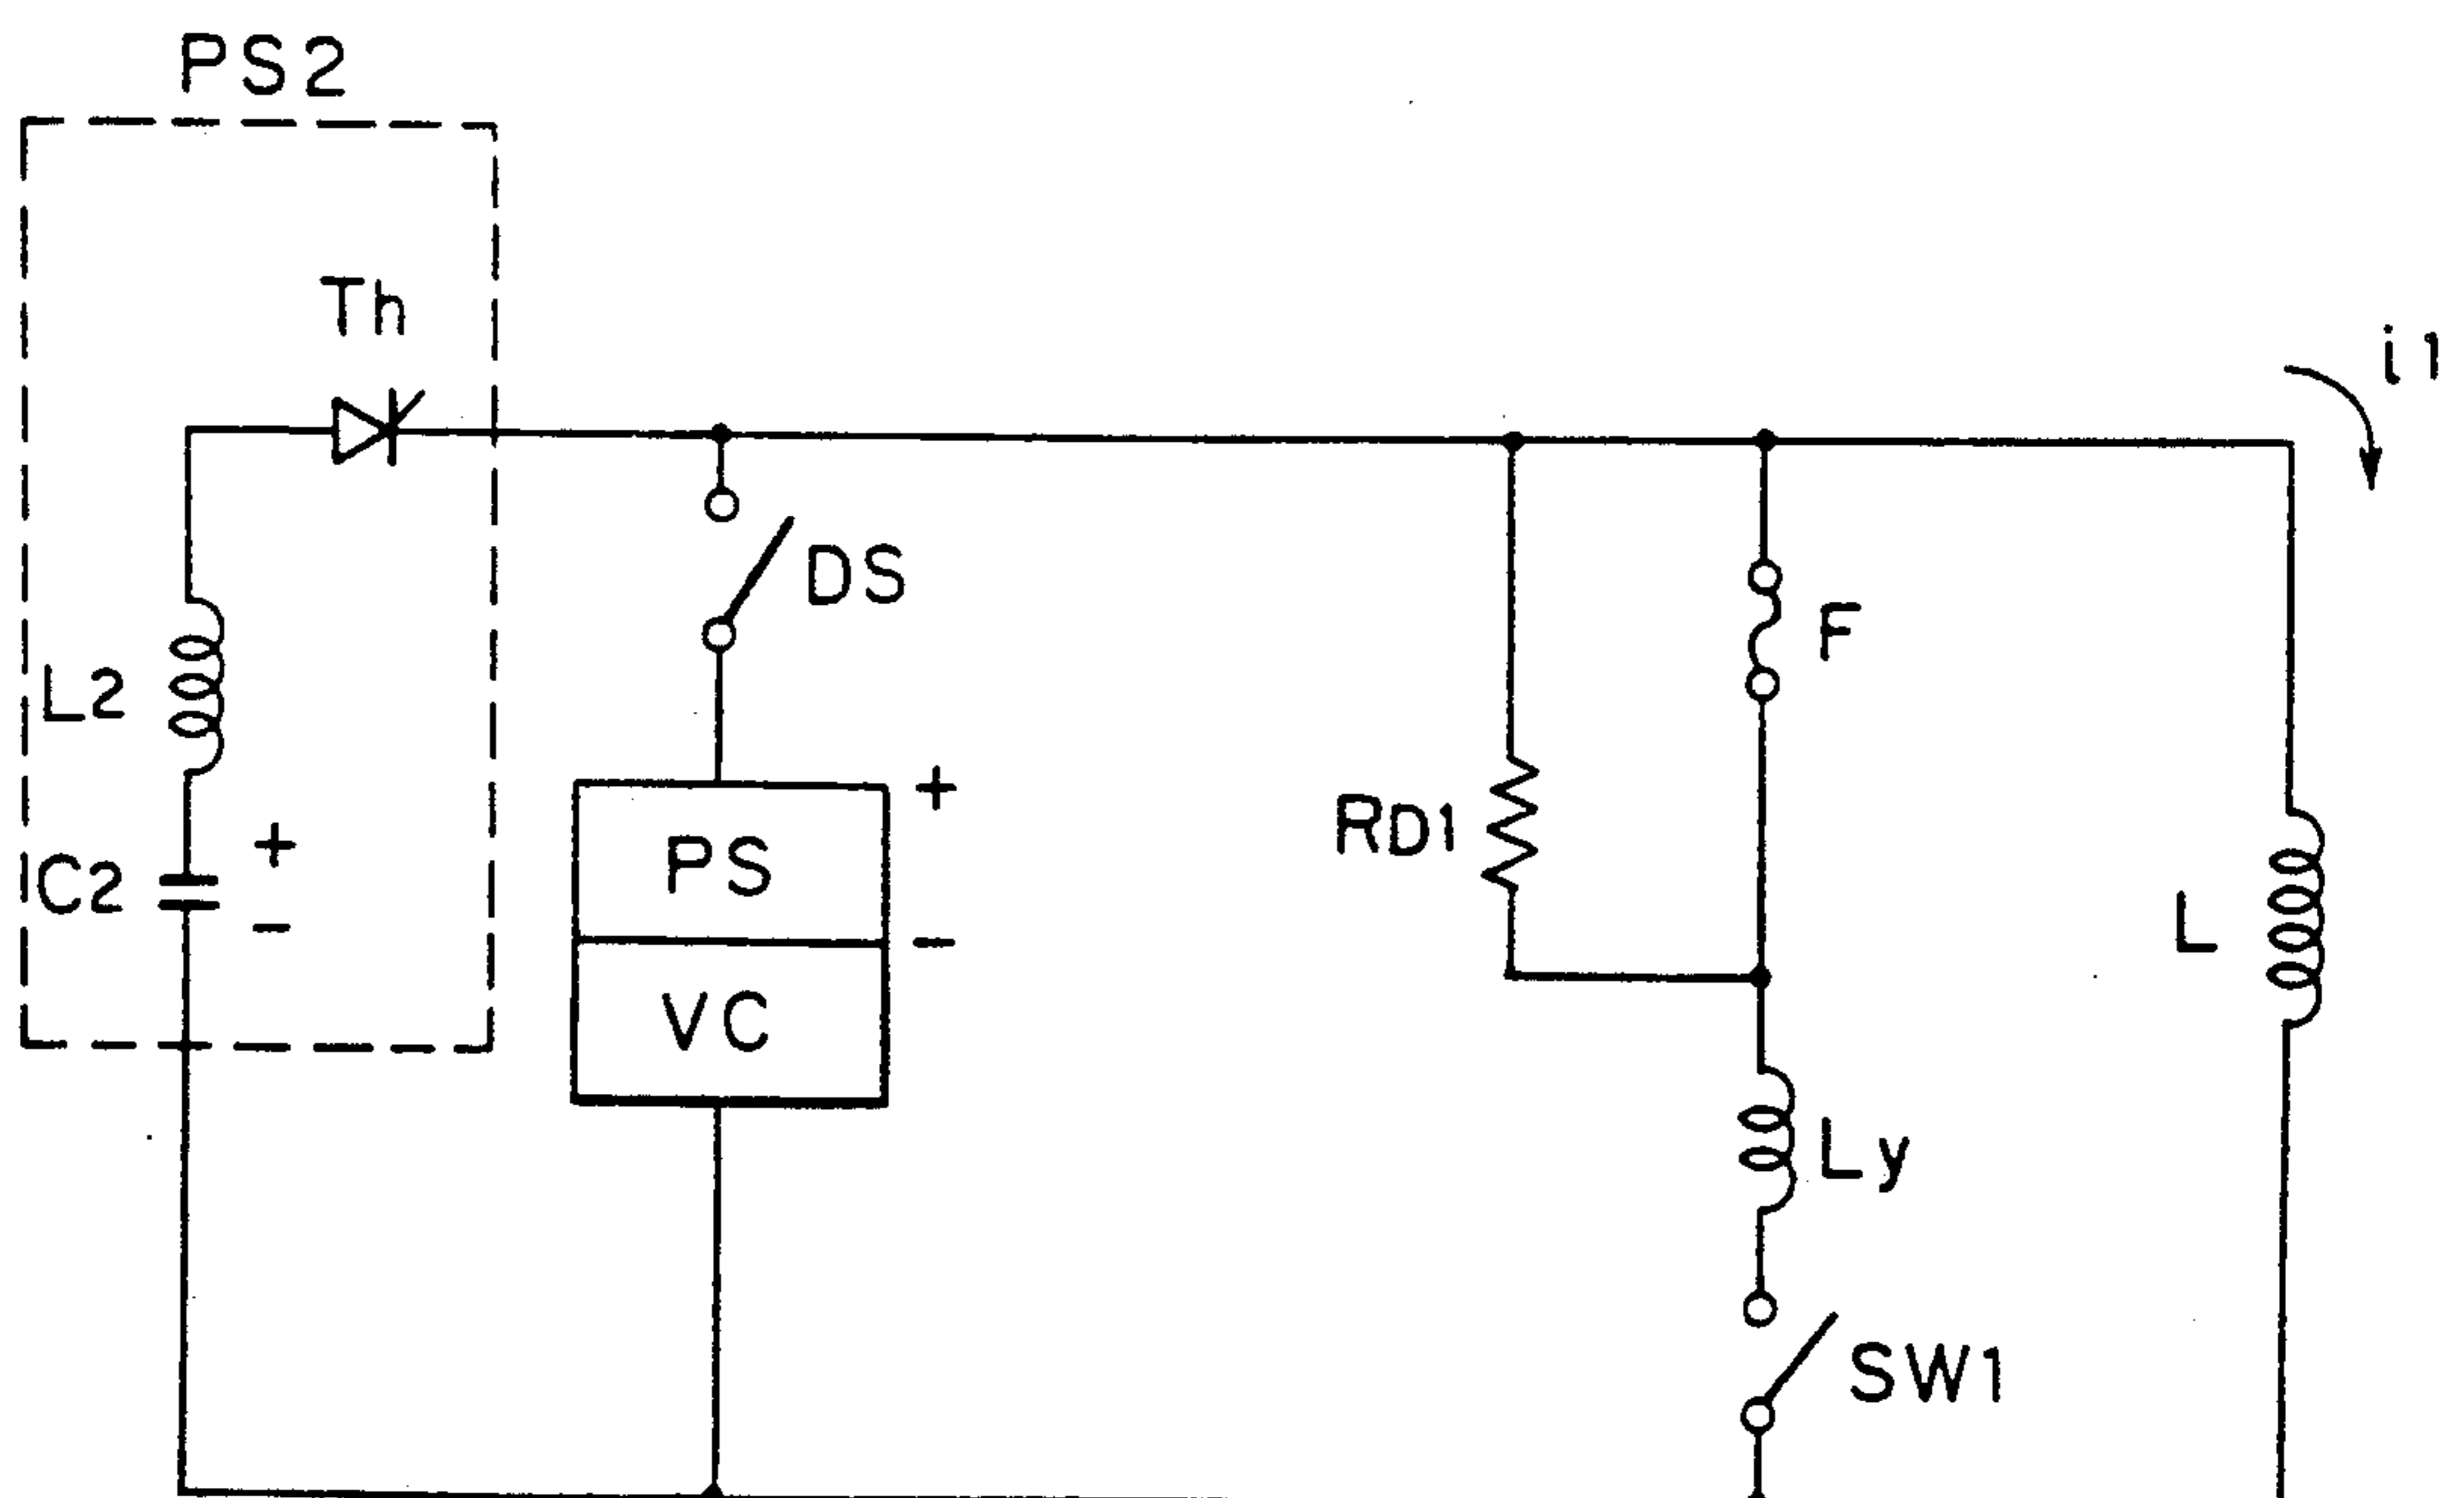 PS2
Th
i1
DS
F
L2
+
PS
RD1
+
C2
-
-
L
VC
Ly
SW1